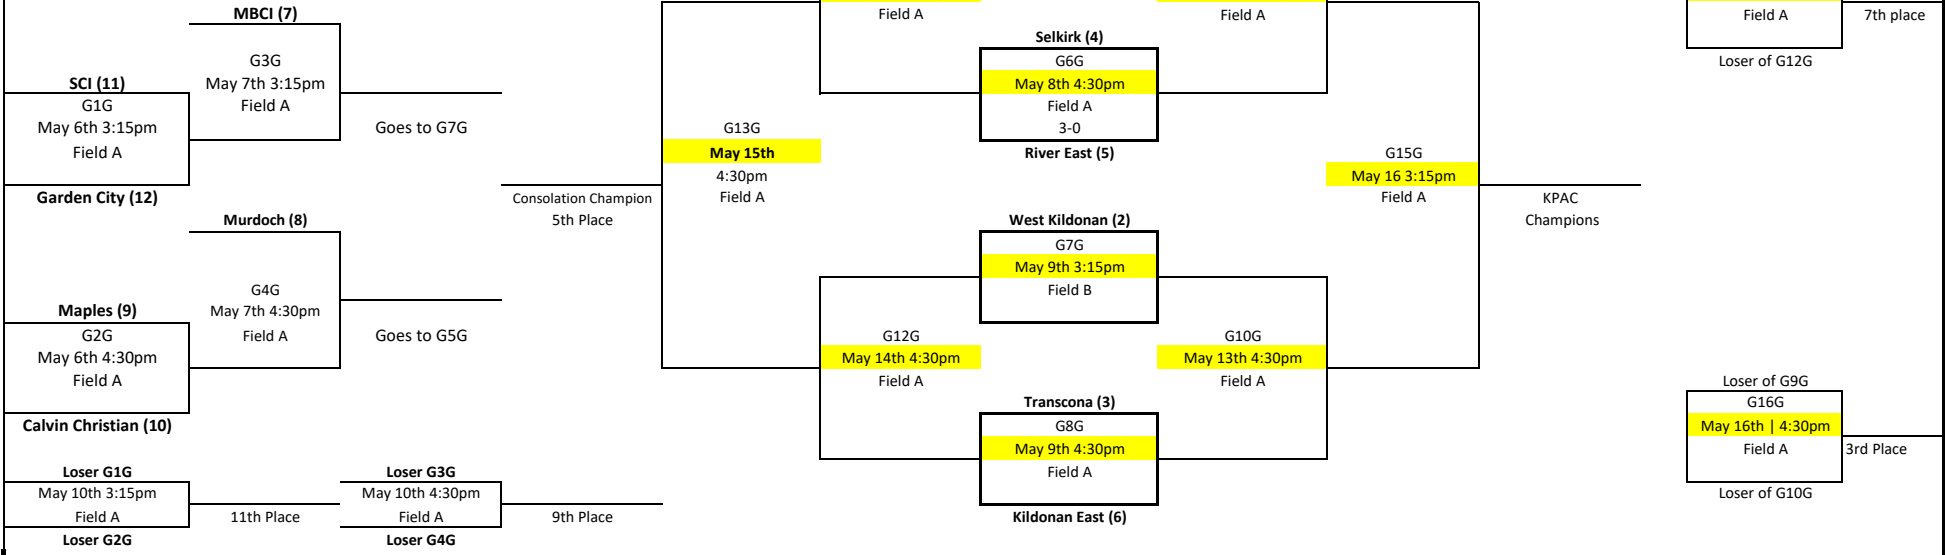 MBCI (7)
G3G
May 7th 3:15pm
Field A
SCI (11)
G1G
May 6th 3:15pm
Field A
Garden City (12)
Goes to G7G
Murdoch (8)
G4G
May 7th 4:30pm
Field A
Maples (9)
G2G
May 6th 4:30pm
Field A
Calvin Christian (10)
Goes to G5G
Loser G1G
May 10th 3:15pm
Field A
Loser G2G
11th Place
Loser G3G
May 10th 4:30pm
Field A
Loser G4G
9th Place
Consolation Champion
5th Place
G13G
May 15th
4:30pm
Field A
Field A
Field A
Selkirk (4)
G6G
May 8th 4:30pm
Field A
3-0
River East (5)
West Kildonan (2)
G7G
May 9th 3:15pm
Field B
G12G
May 14th 4:30pm
Field A
G10G
May 13th 4:30pm
Field A
Transcona (3)
G8G
May 9th 4:30pm
Field A
Kildonan East (6)
G15G
May 16 3:15pm
Field A
KPAC
Champions
Field A
7th place
Loser of G12G
Loser of G9G
G16G
May 16th | 4:30pm
Field A
3rd Place
Loser of G10G